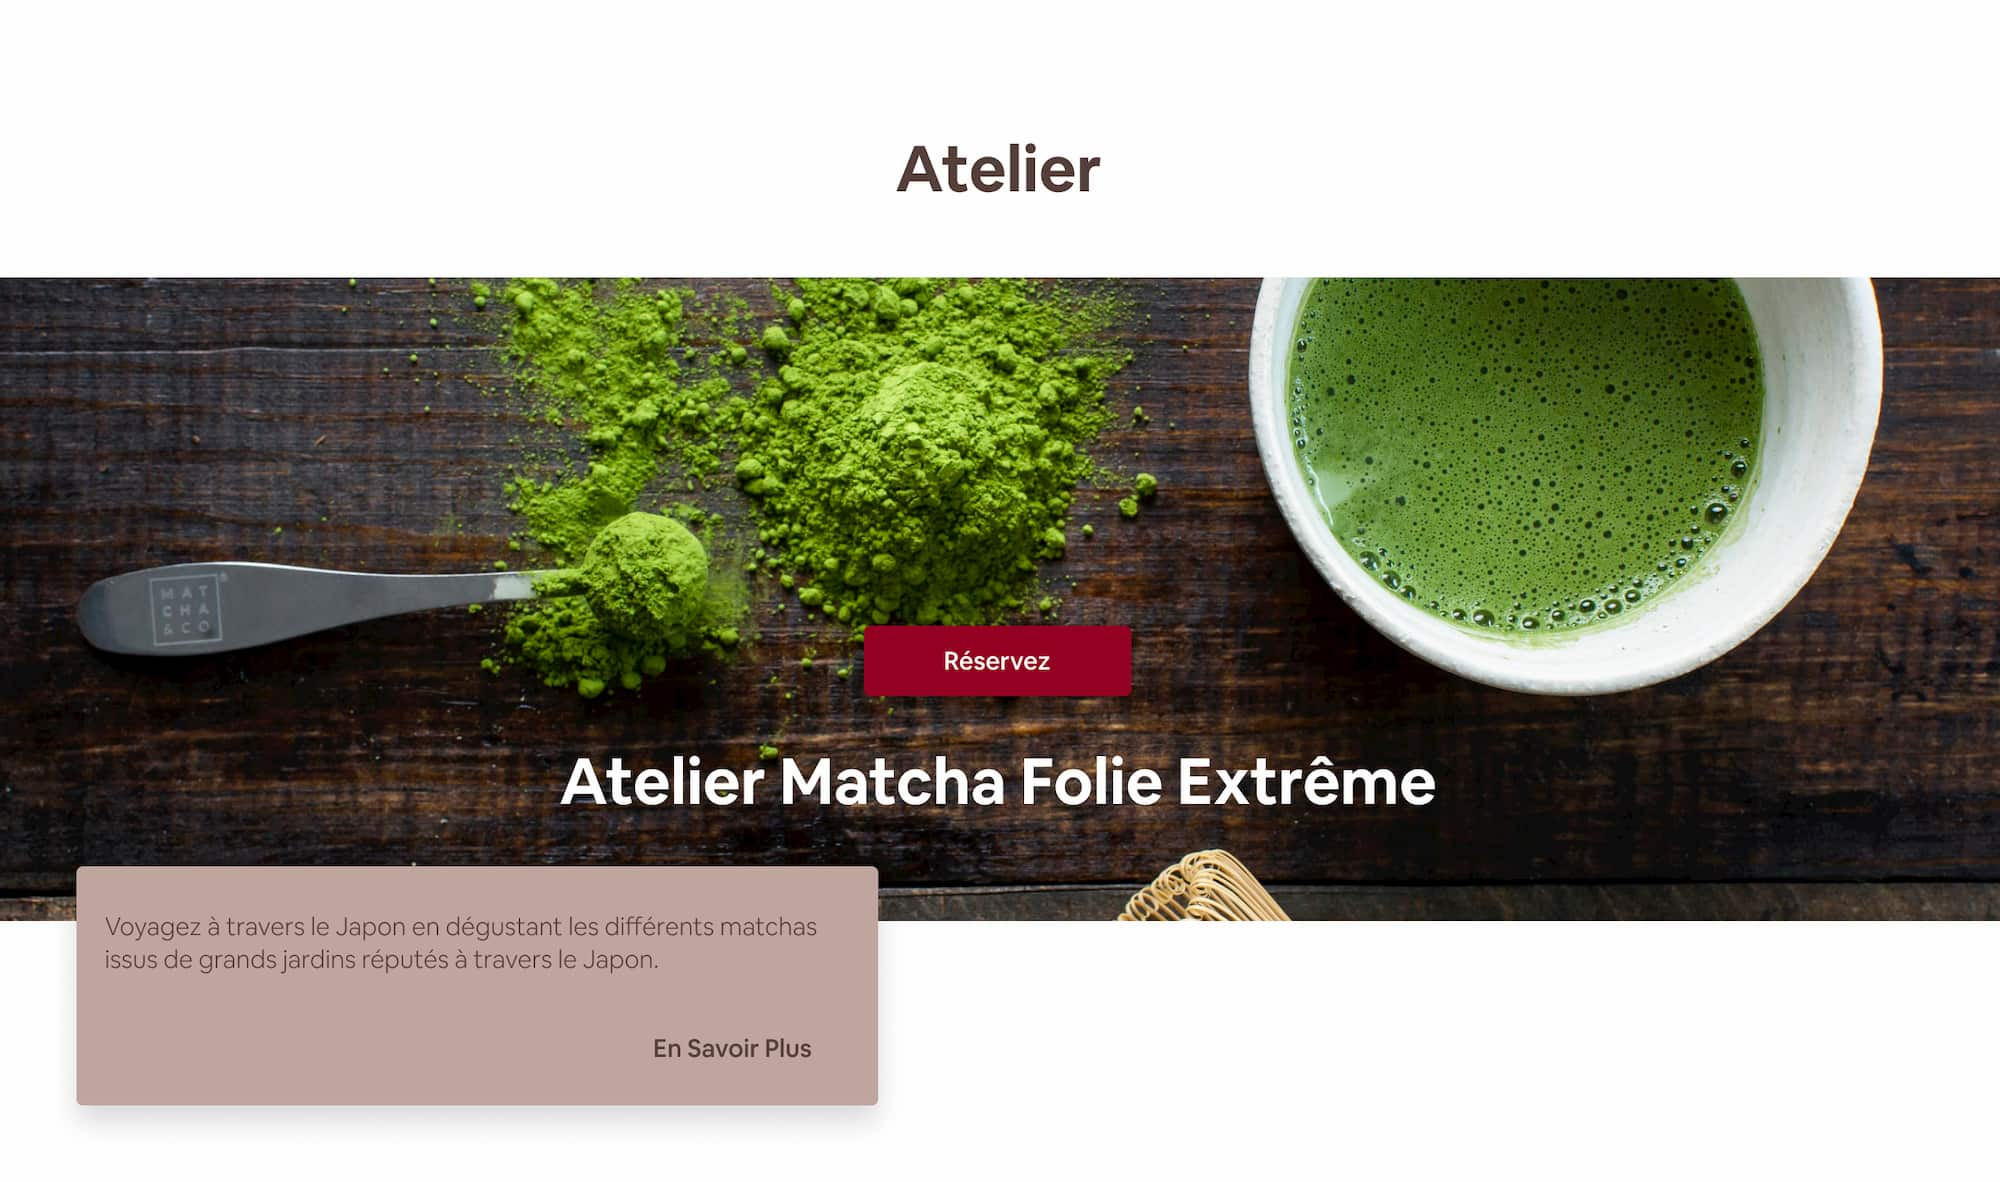 Atelier
MAT
CHA
& CO
®
Réservez
Atelier Matcha Folie Extrême
Voyagez à travers le Japon en dégustant les différents matchas
issus de grands jardins réputés à travers le Japon.
En Savoir Plus